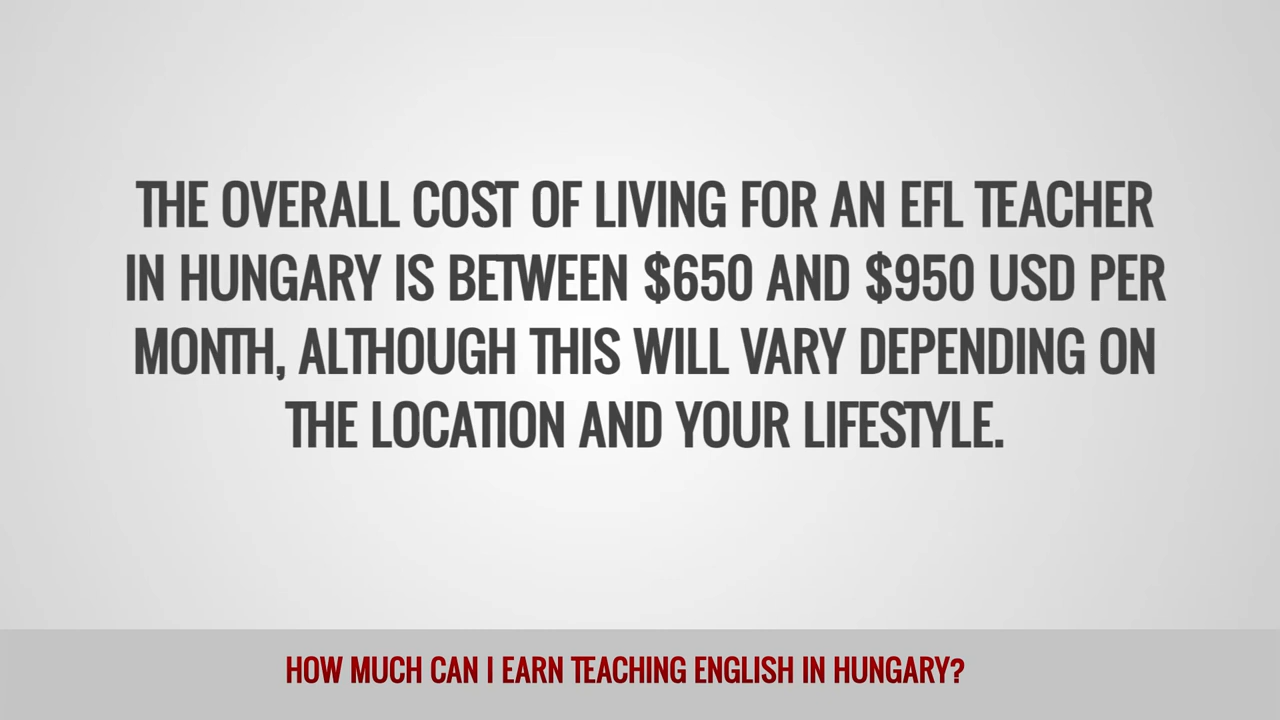 THE OVERALL COST OF LIVING FOR AN EFL TEACHER
IN HUNGARY IS BETWEEN $650 AND $950 USD PER
MONTH, ALTHOUGH THIS WILL VARY DEPENDING ON
THE LOCATION AND YOUR LIFESTYLE.
HOW MUCH CAN I EARN TEACHING ENGLISH IN HUNGARY?